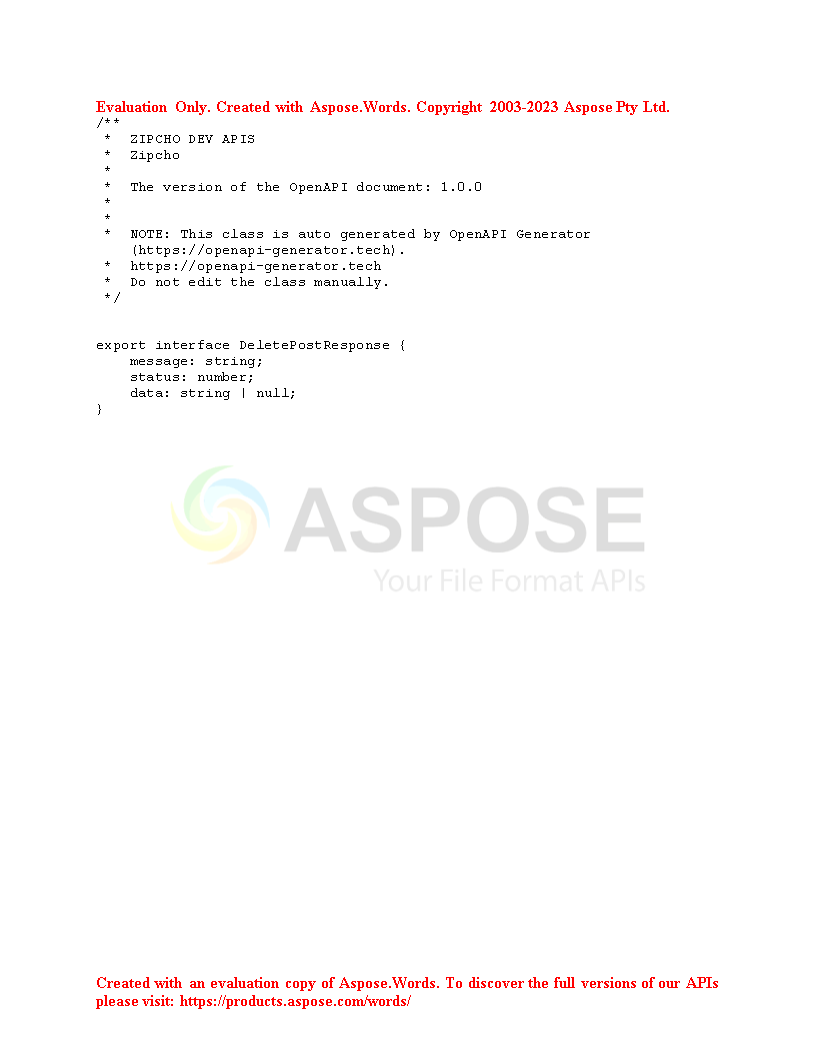 Evaluation Only. Created with Aspose.Words. Copyright 2003-2023 Aspose Pty Ltd.
/**
 *  ZIPCHO DEV APIS
 *  Zipcho
 *
 *  The version of the OpenAPI document: 1.0.0
 *
 *
 *  NOTE: This class is auto generated by OpenAPI Generator
    (https://openapi-generator.tech).
 *  https://openapi-generator.tech
 *  Do not edit the class manually.
 */
export interface DeletePostResponse {
    message: string;
    status: number;
    data: string | null;
}
ASPOSE
Your File Format APIs
Created with an evaluation copy of Aspose.Words. To discover the full versions of our APIs
please visit: https://products.aspose.com/words/